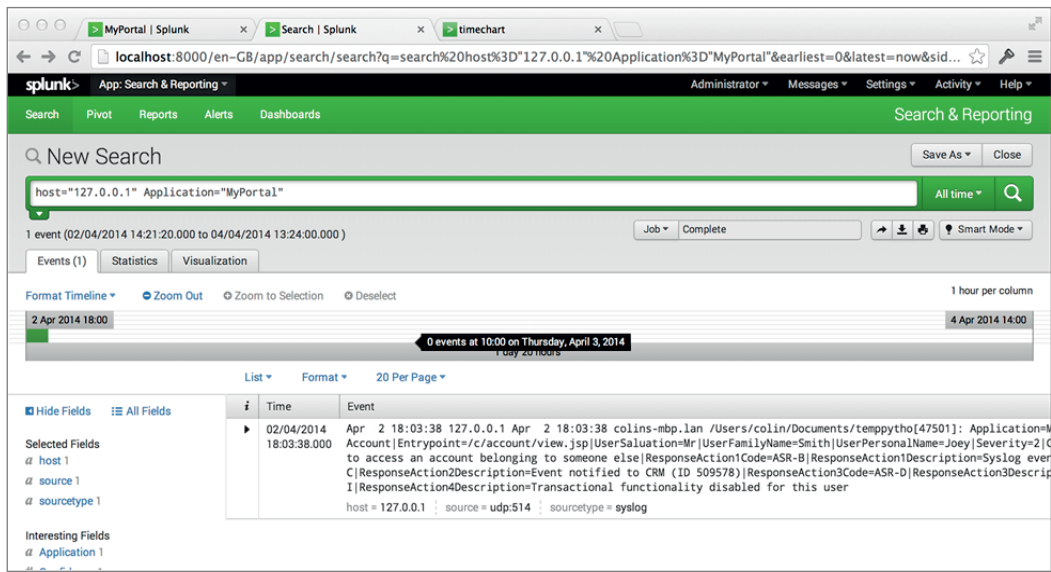 MyPortal | Splunk × Search | Splunk × timechart ×
localhost:8000/en-GB/app/search/search?q=search%20host%3D"127.0.0.1"%20Application%3D"MyPortal"&earliest=0&latest=now&sid...
splunk> App: Search & Reporting Administrator Messages Settings Activity Help
Search Pivot Reports Alerts Dashboards Search & Reporting
New Search Save As Close
host="127.0.0.1" Application="MyPortal" All time
1 event (02/04/2014 14:21:20.000 to 04/04/2014 13:24:00.000 ) Job Complete Smart Mode
Events (1) Statistics Visualization
Format Timeline Zoom Out Zoom to Selection Deselect 1 hour per column
2 Apr 2014 18:00 4 Apr 2014 14:00
0 events at 10:00 on Thursday, April 3, 2014
1 day 20 hours
List Format 20 Per Page
Hide Fields All Fields i Time Event
02/04/2014 Apr 2 18:03:38 127.0.0.1 Apr 2 18:03:38 colins-mbp.lan /Users/colin/Documents/temppytho[47501]: Application=M
18:03:38.000 Account|Entrypoint=/c/account/view.jsp|UserSaluation=Mr|UserFamilyName=Smith|UserPersonalName=Joey|Severity=2|C
to access an account belonging to someone else|ResponseAction1Code=ASR-B|ResponseAction1Description=Syslog even
C|ResponseAction2Description=Event notified to CRM (ID 509578)|ResponseAction3Code=ASR-D|ResponseAction3Descrip
I|ResponseAction4Description=Transactional functionality disabled for this user
host = 127.0.0.1 source = udp:514 sourcetype = syslog
Selected Fields
a host 1
a source 1
a sourcetype 1
Interesting Fields
a Application 1